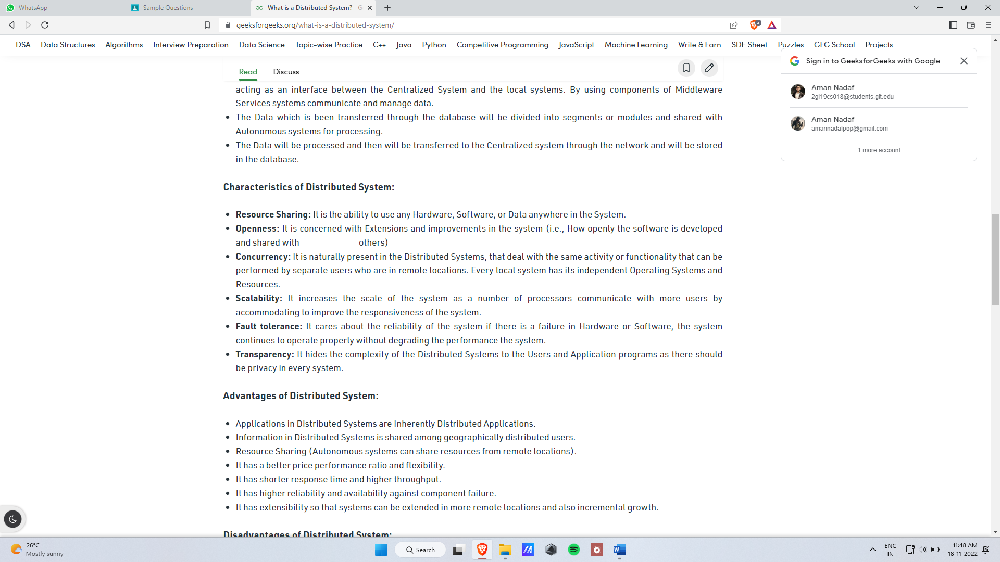 WhatsApp
Sample Questions
What is a Distributed System? - G
geeksforgeeks.org/what-is-a-distributed-system/
4
DSA Data Structures Algorithms Interview Preparation Data Science Topic-wise Practice C++ Java Python Competitive Programming JavaScript Machine Learning Write & Earn SDE Sheet Puzzles GFG School Projects
Read Discuss
acting as an interface between the Centralized System and the local systems. By using components of Middleware
Services systems communicate and manage data.
• The Data which is been transferred through the database will be divided into segments or modules and shared with
Autonomous systems for processing.
• The Data will be processed and then will be transferred to the Centralized system through the network and will be stored
in the database.
Characteristics of Distributed System:
• Resource Sharing: It is the ability to use any Hardware, Software, or Data anywhere in the System.
• Openness: It is concerned with Extensions and improvements in the system (i.e., How openly the software is developed
and shared with others)
• Concurrency: It is naturally present in the Distributed Systems, that deal with the same activity or functionality that can be
performed by separate users who are in remote locations. Every local system has its independent Operating Systems and
Resources.
• Scalability: It increases the scale of the system as a number of processors communicate with more users by
accommodating to improve the responsiveness of the system.
• Fault tolerance: It cares about the reliability of the system if there is a failure in Hardware or Software, the system
continues to operate properly without degrading the performance the system.
• Transparency: It hides the complexity of the Distributed Systems to the Users and Application programs as there should
be privacy in every system.
Advantages of Distributed System:
• Applications in Distributed Systems are Inherently Distributed Applications.
• Information in Distributed Systems is shared among geographically distributed users.
• Resource Sharing (Autonomous systems can share resources from remote locations).
• It has a better price performance ratio and flexibility.
• It has shorter response time and higher throughput.
• It has higher reliability and availability against component failure.
• It has extensibility so that systems can be extended in more remote locations and also incremental growth.
Disadvantages of Distributed System:
Sign in to GeeksforGeeks with Google
Aman Nadaf
2gi19cs018@students.git.edu
Aman Nadaf
amannadafpop@gmail.com
1 more account
26°C
Mostly sunny
Search
ENG
IN
11:48 AM
18-11-2022